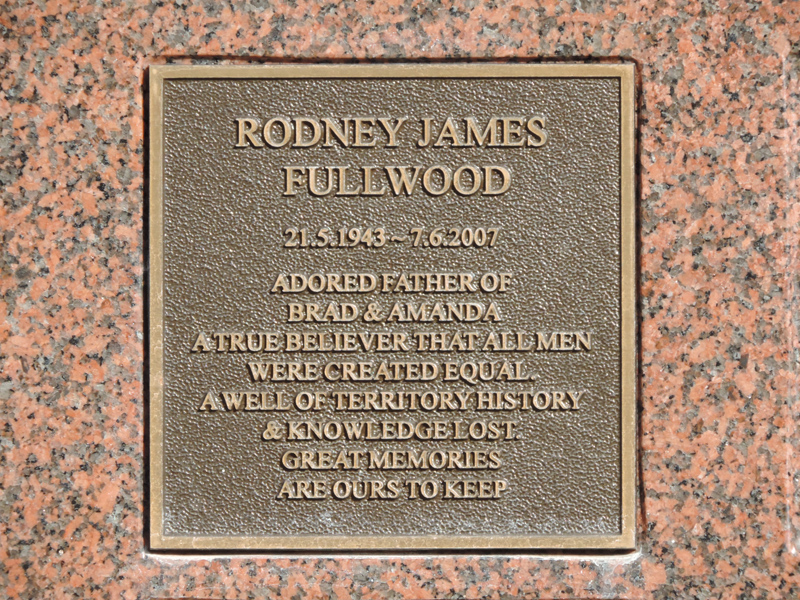 RODNEY JAMES
FULLWOOD
21.5.1943 ~ 7.6.2007
ADORED FATHER OF
BRAD & AMANDA
A TRUE BELIEVER THAT ALL MEN
WERE CREATED EQUAL.
A WELL OF TERRITORY HISTORY
& KNOWLEDGE LOST.
GREAT MEMORIES
ARE OURS TO KEEP